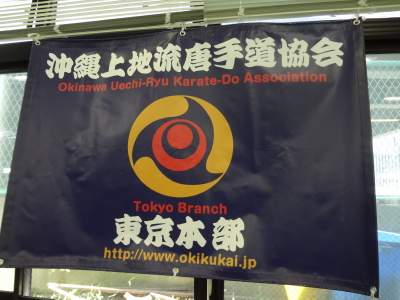 沖縄上地流唐手道協会
Okinawa Uechi-Ryu Karate-Do Association
Tokyo Branch
東京本部
http://www.okikukai.jp